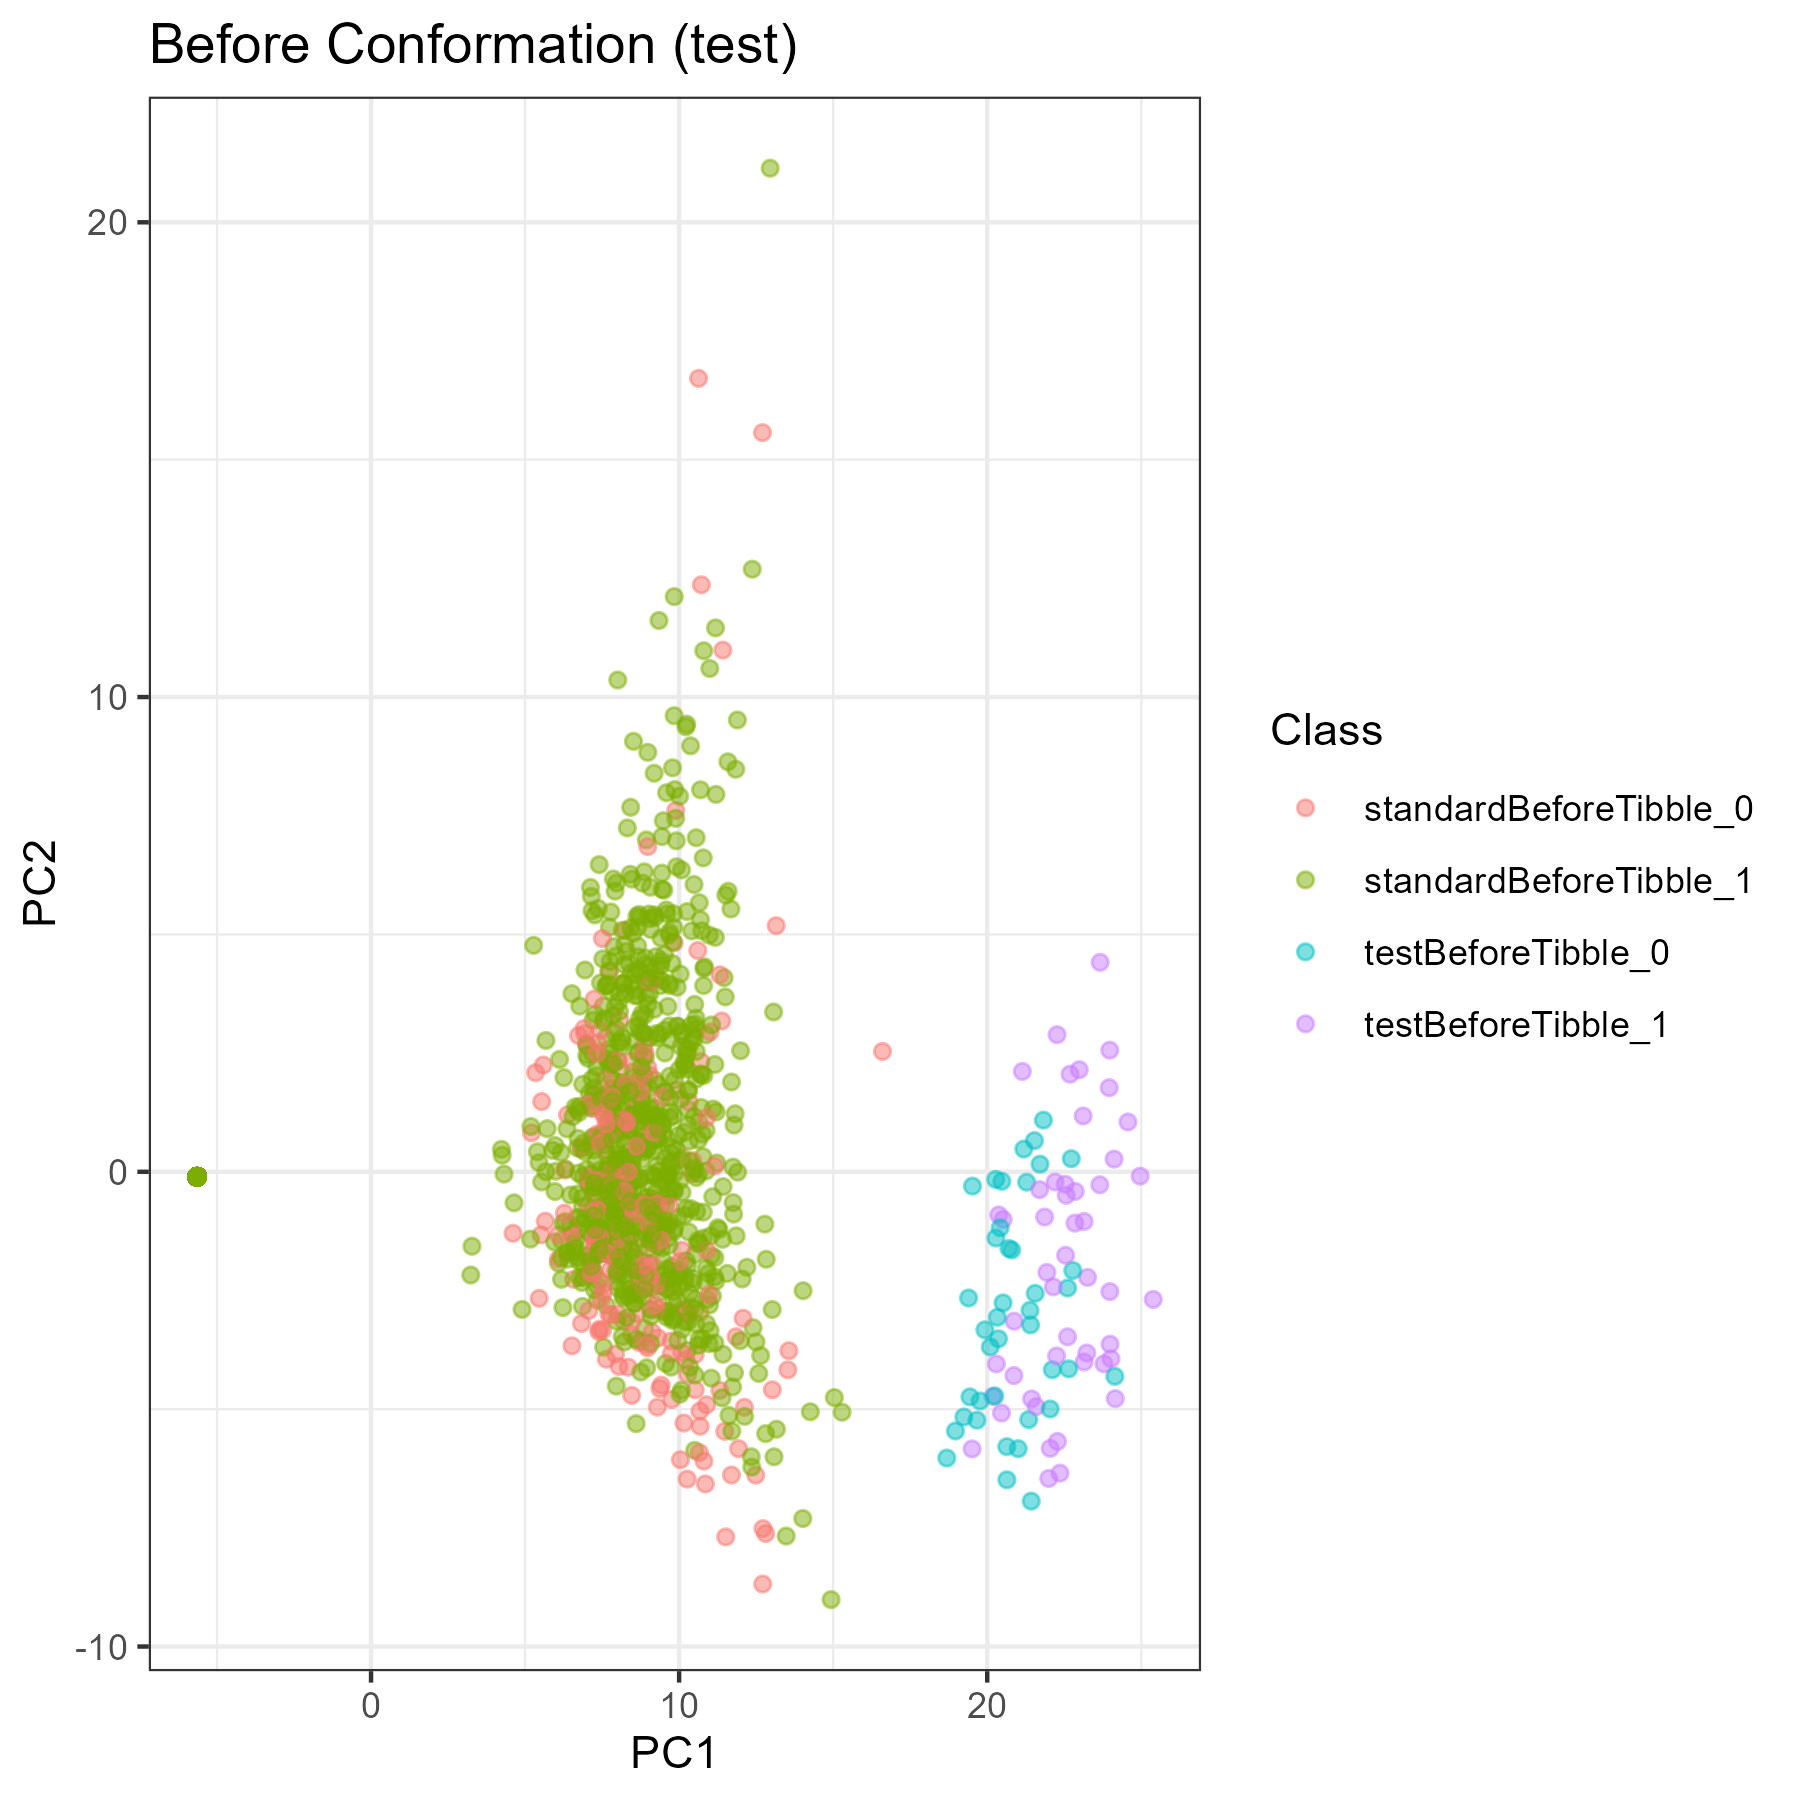 Before Conformation (test)
20
10
0
-10
PC2
0 10 20
PC1
Class
standardBeforeTibble_0
standardBeforeTibble_1
testBeforeTibble_0
testBeforeTibble_1